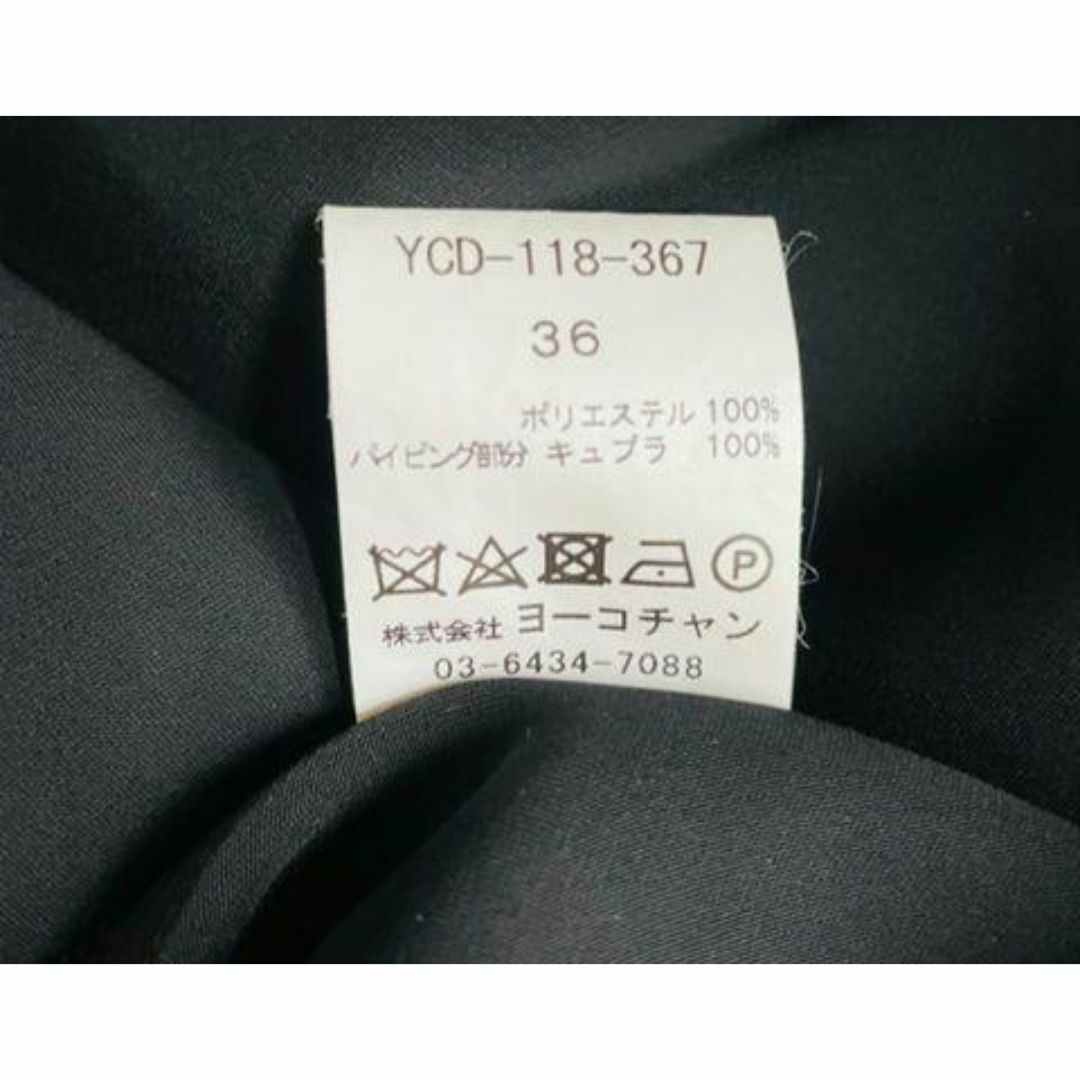 YCD-118-367
36
ポリエステル 100%
パイピング部分 キュプラ 100%
P
株式会社 ヨーコチャン
03-6434-7088